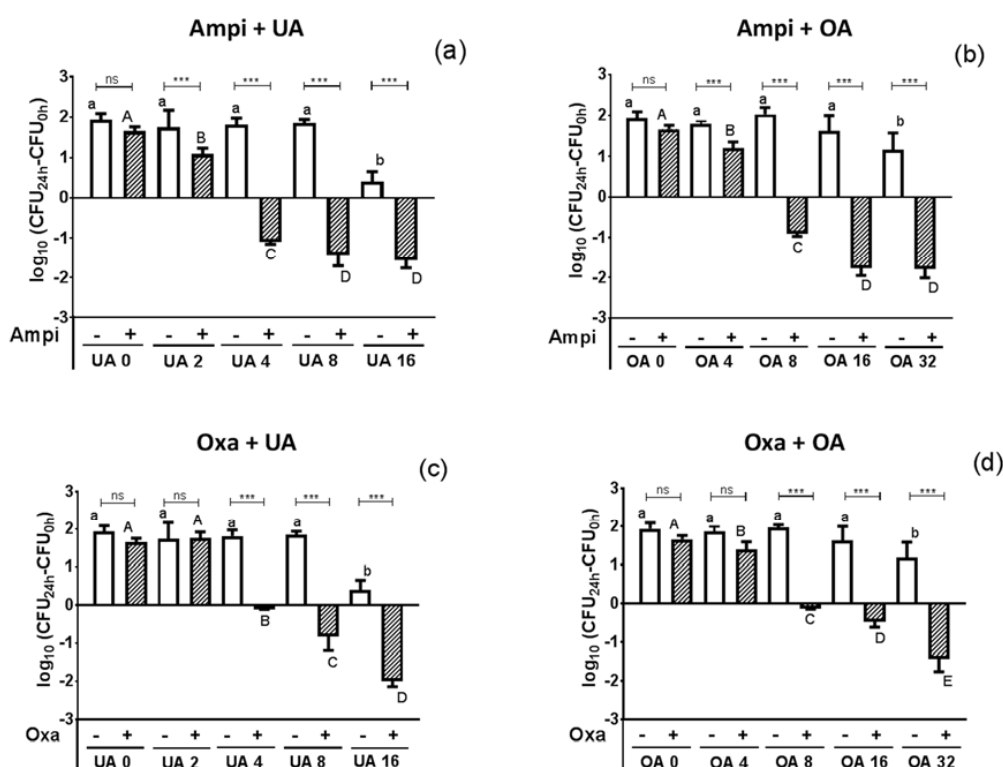 Ampi + UA
(a)
ns *** *** *** ***
a A a B a C a D b D
log10 (CFU24h-CFU0h)
3
2
1
0
-1
-2
-3
Ampi - + - + - + - + - +
UA 0 UA 2 UA 4 UA 8 UA 16
Ampi + OA
(b)
ns *** *** *** ***
a A a B a C a D b D
log10 (CFU24h-CFU0h)
3
2
1
0
-1
-2
-3
- + - + - + - + - +
OA 0 OA 4 OA 8 OA 16 OA 32
Oxa + UA
(c)
ns ns *** *** ***
a A a A a B a C b D
log10 (CFU24h-CFU0h)
3
2
1
0
-1
-2
-3
Oxa - + - + - + - + - +
UA 0 UA 2 UA 4 UA 8 UA 16
Oxa + OA
(d)
ns ns *** *** ***
a A a B a C a D b E
log10 (CFU24h-CFU0h)
3
2
1
0
-1
-2
-3
Oxa - + - + - + - + - +
OA 0 OA 4 OA 8 OA 16 OA 32